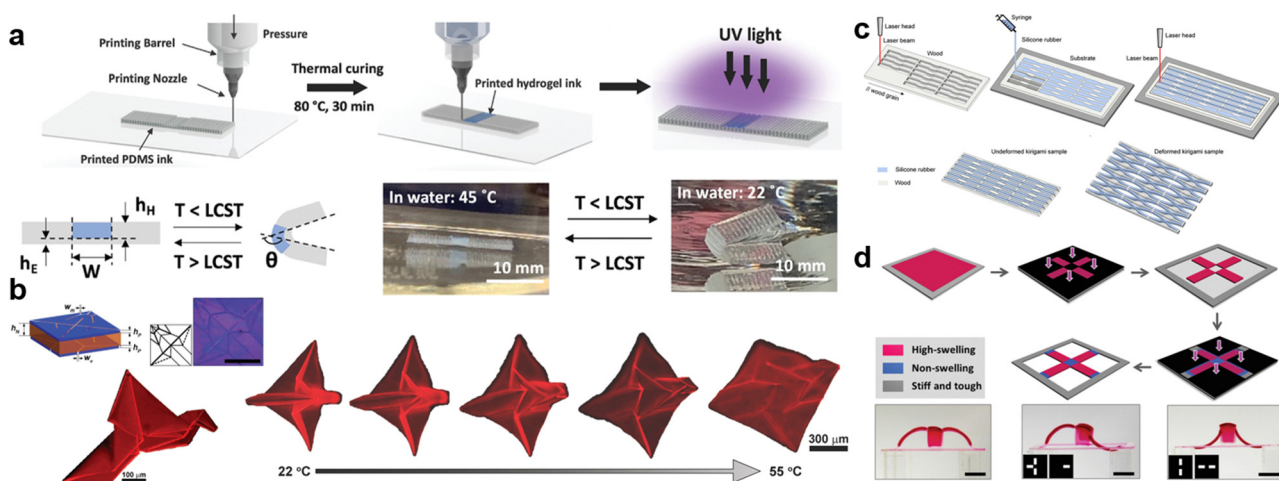 a
Pressure
Printing Barrel
Printing Nozzle
Printed PDMS ink
Thermal curing
80 °C, 30 min
Printed hydrogel ink
UV light
h_H
h_E
W
T < LCST
T > LCST
θ
In water: 45 ˚C
10 mm
T < LCST
T > LCST
In water: 22 ˚C
10 mm
b
100 μm
22 °C
55 °C
300 μm
c
Laser head
Laser beam
Wood
// wood grain
Syringe
Silicone rubber
Substrate
Laser head
Laser beam
Undeformed kirigami sample
Deformed kirigami sample
Silicone rubber
Wood
d
High-swelling
Non-swelling
Stiff and tough